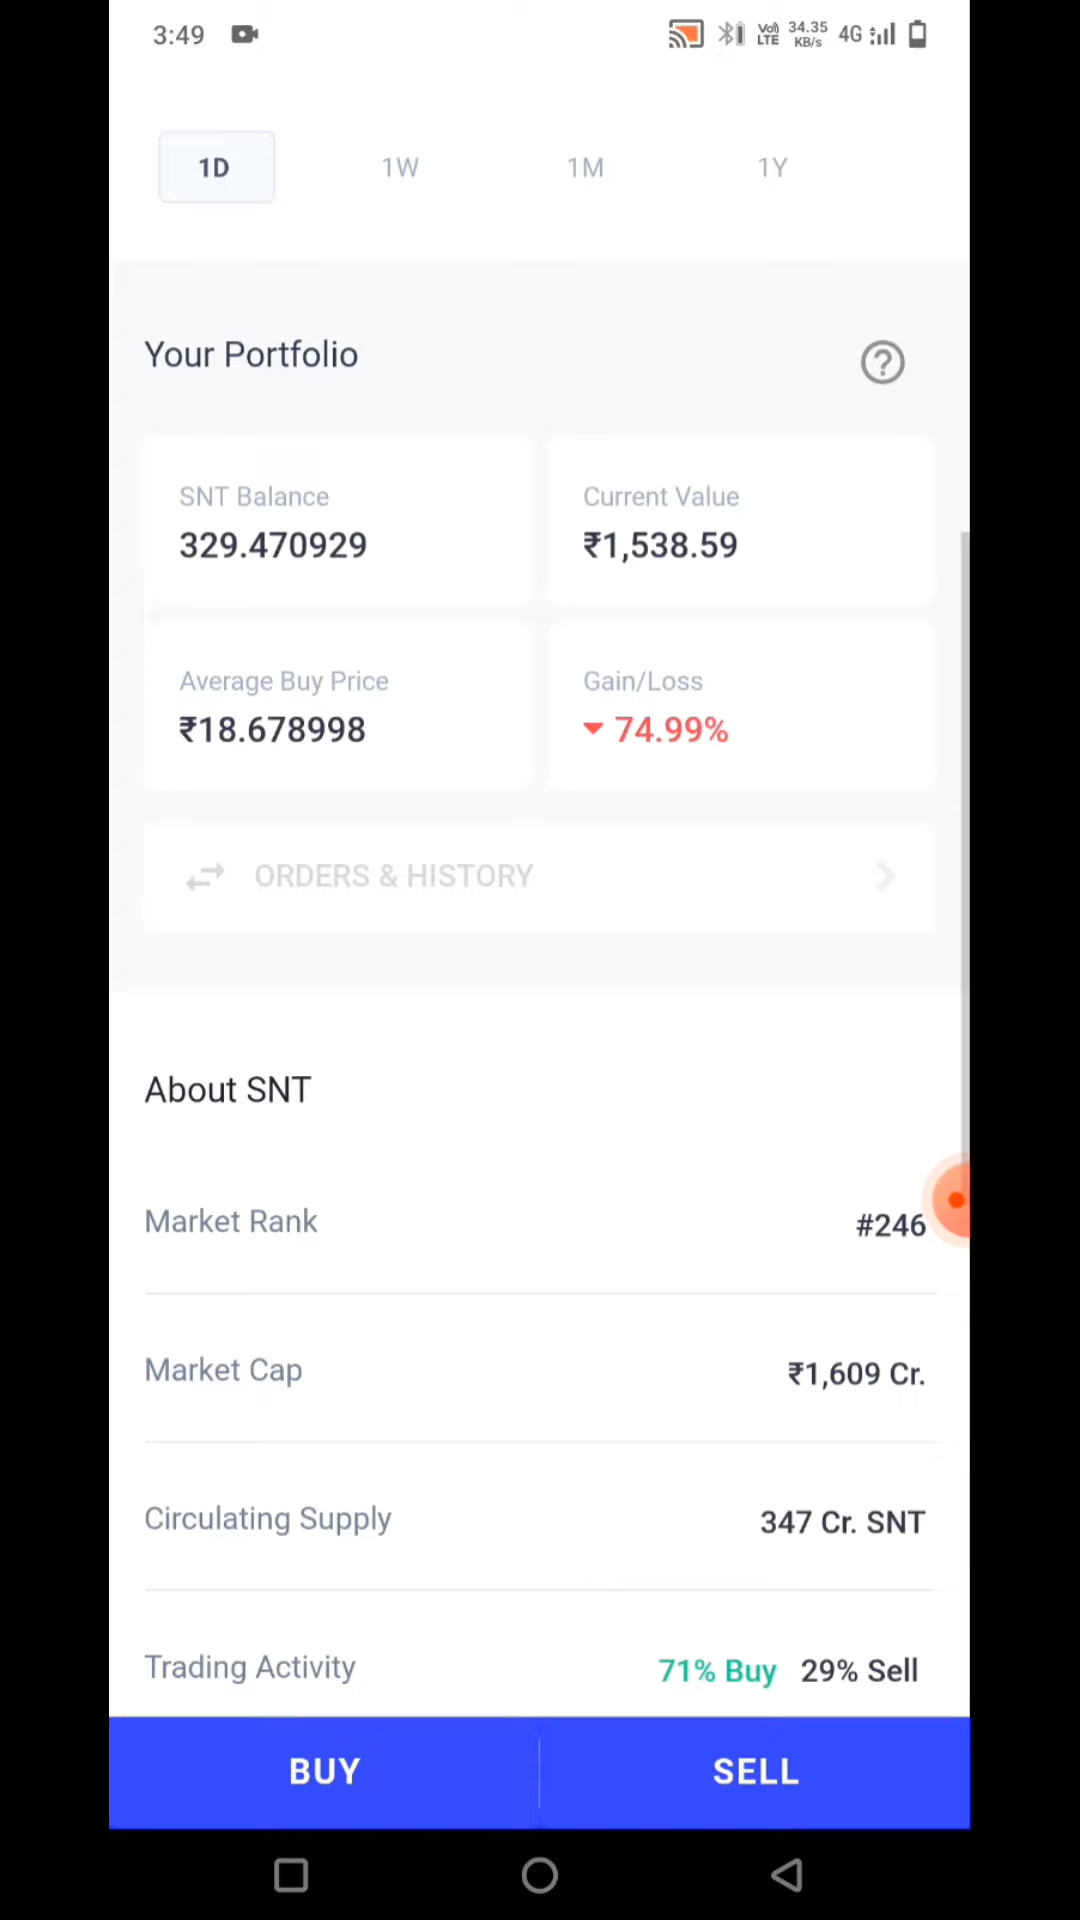 3:49 Vo) LTE 34.35 KB/s 4G
1D 1W 1M 1Y
Your Portfolio
SNT Balance Current Value
329.470929 ₹1,538.59
Average Buy Price Gain/Loss
₹18.678998 74.99%
ORDERS & HISTORY
About SNT
Market Rank #246
Market Cap ₹1,609 Cr.
Circulating Supply 347 Cr. SNT
Trading Activity 71% Buy 29% Sell
BUY SELL